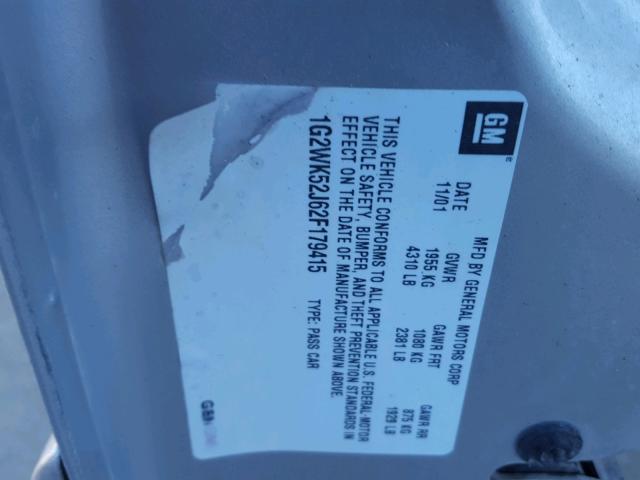 GM
MFD BY GENERAL MOTORS CORP
DATE GVWR GAWR FRT GAWR RR
11/01 1955 KG 1080 KG 875 KG
4310 LB 2381 LB 1929 LB
THIS VEHICLE CONFORMS TO ALL APPLICABLE U.S. FEDERAL MOTOR
VEHICLE SAFETY, BUMPER, AND THEFT PREVENTION STANDARDS IN
EFFECT ON THE DATE OF MANUFACTURE SHOWN ABOVE.
1G2WK52J62F179415 TYPE: PASS CAR